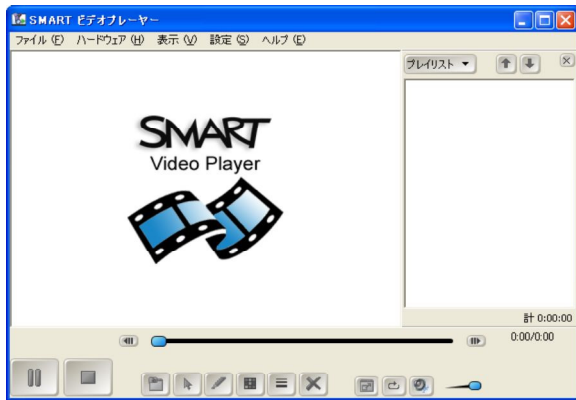 SMART ビデオプレーヤー
ファイル (F) ハードウェア (H) 表示 (V) 設定 (S) ヘルプ (E)
プレイリスト
SMART
Video Player
計 0:00:00
0:00/0:00